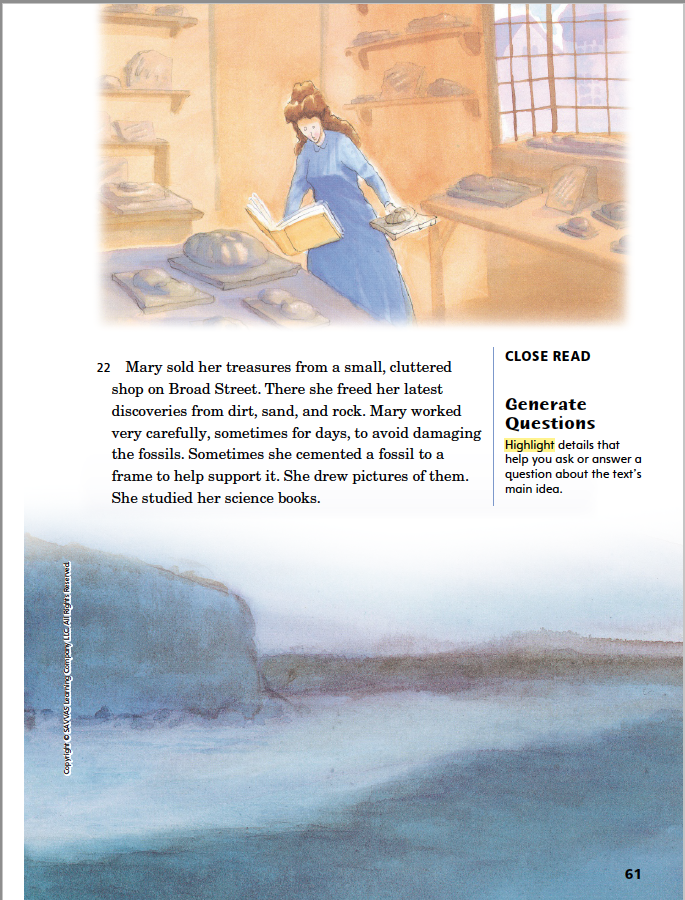 22 Mary sold her treasures from a small, cluttered
shop on Broad Street. There she freed her latest
discoveries from dirt, sand, and rock. Mary worked
very carefully, sometimes for days, to avoid damaging
the fossils. Sometimes she cemented a fossil to a
frame to help support it. She drew pictures of them.
She studied her science books.
CLOSE READ
Generate
Questions
Highlight details that
help you ask or answer a
question about the text's
main idea.
Copyright © SAVVAS Learning Company LLC. All Rights Reserved.
61